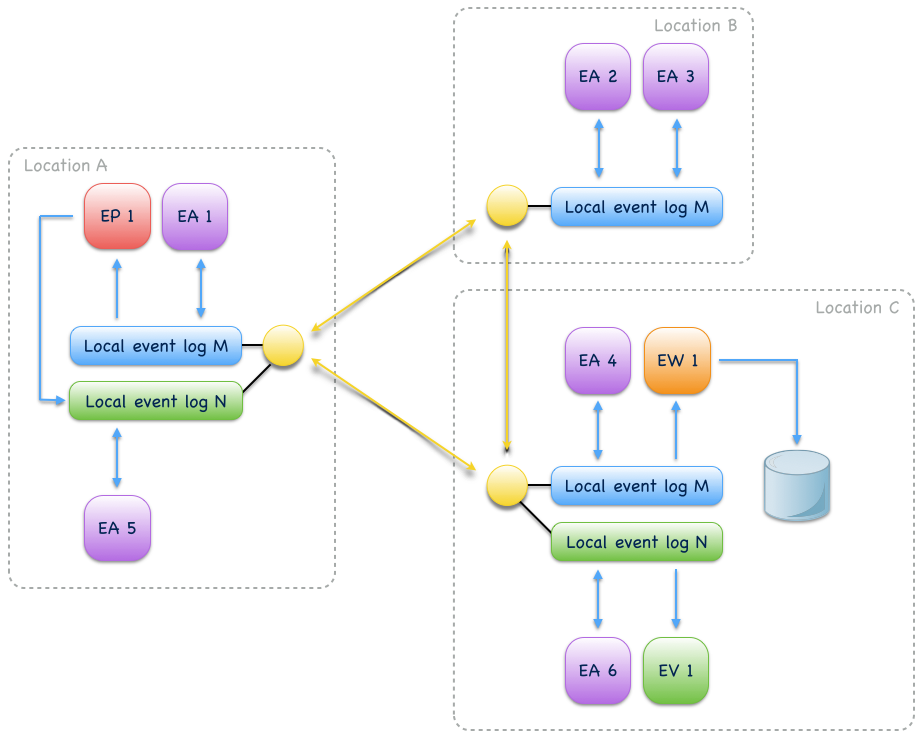 Location B
EA 2
EA 3
Local event log M
Location A
EP 1
EA 1
Local event log M
Local event log N
EA 5
Location C
EA 4
EW 1
Local event log M
Local event log N
EA 6
EV 1